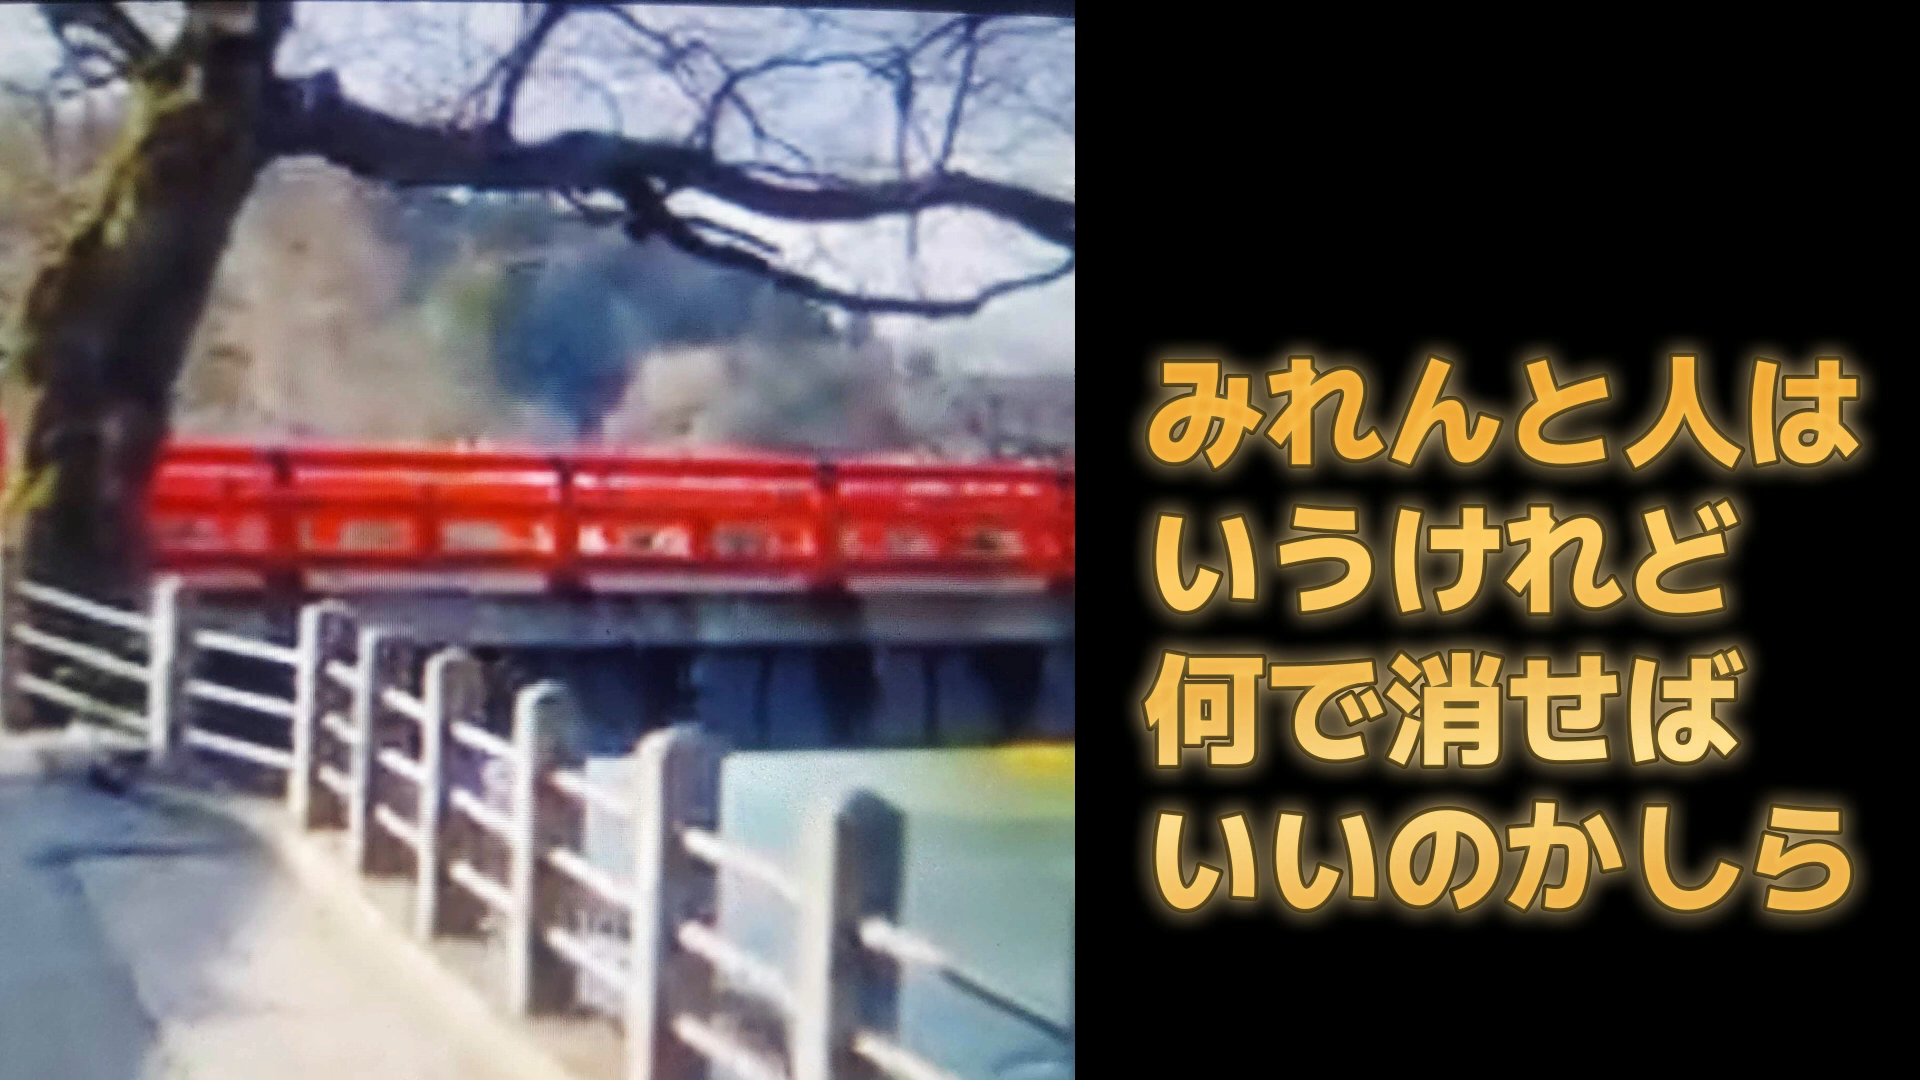 みれんと人は
いうけれど
何で消せば
いいのかしら